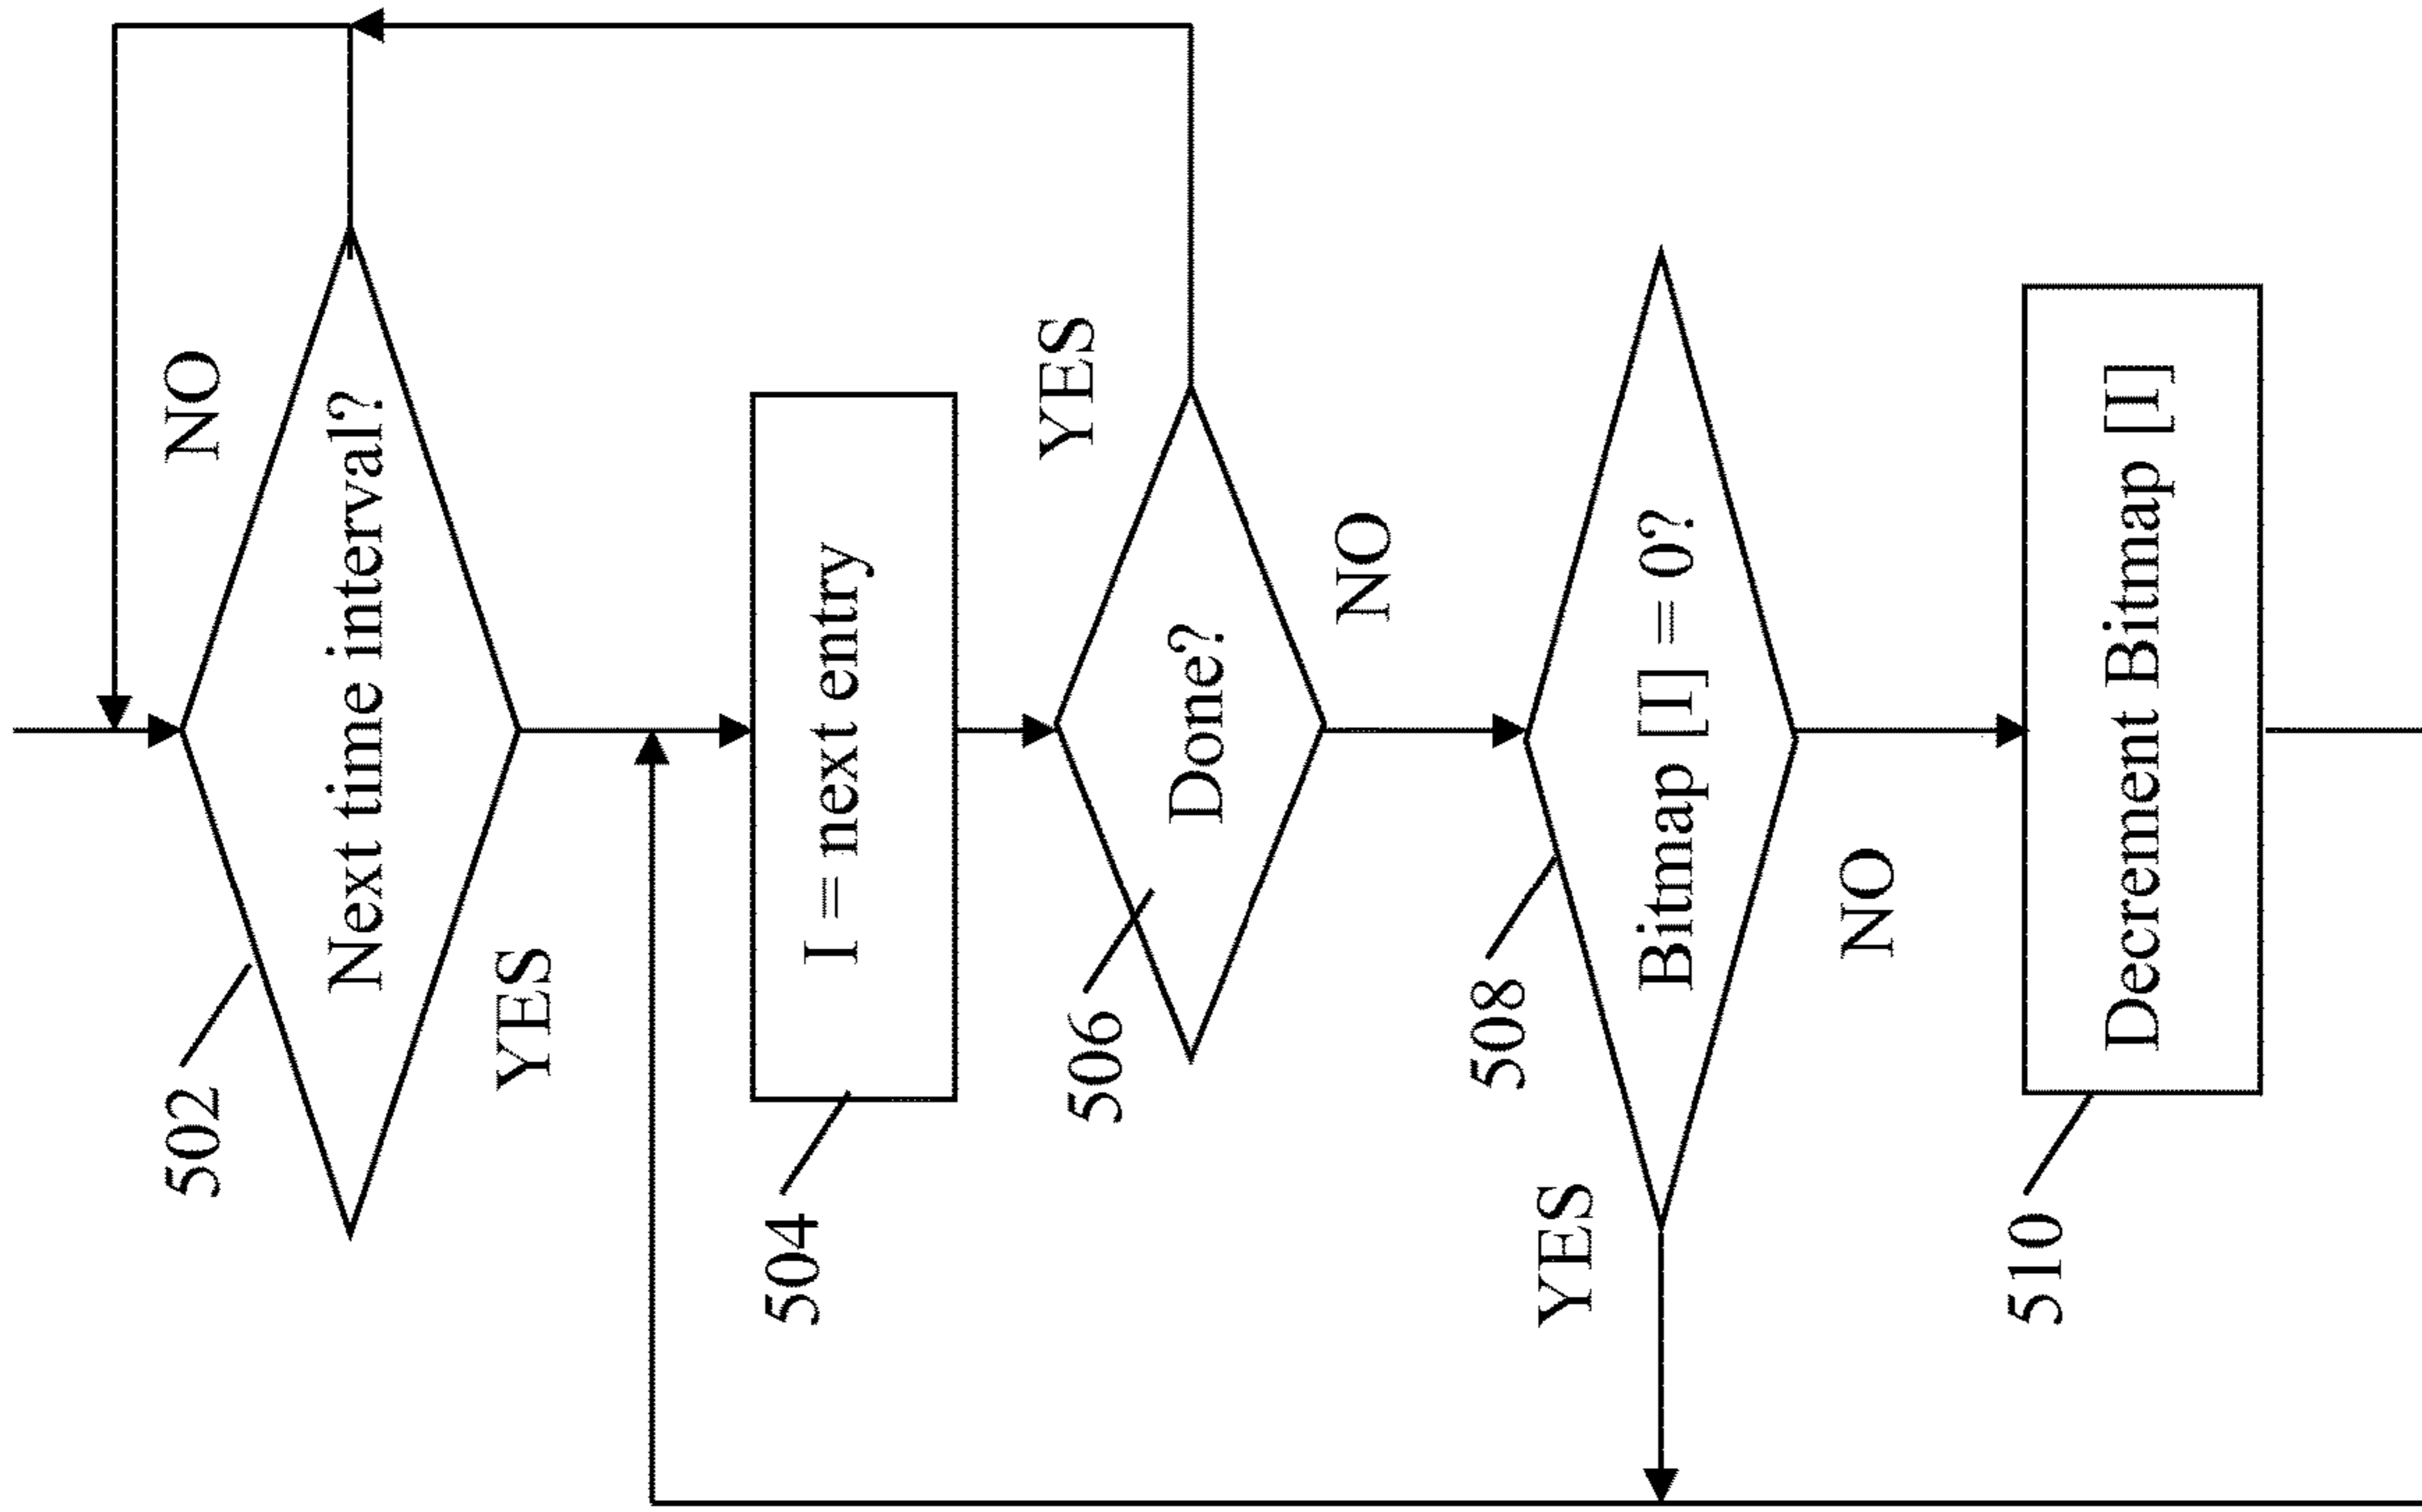 502
Next time interval?
NO
YES
504
I = next entry
506
Done?
YES
NO
508
Bitmap [I] = 0?
YES
NO
510
Decrement Bitmap [I]